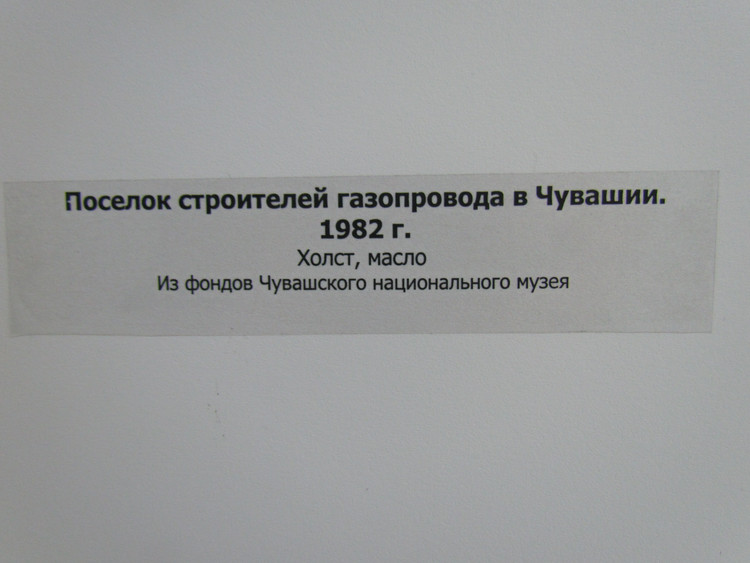 Поселок строителей газопровода в Чувашии.
1982 г.
Холст, масло
Из фондов Чувашского национального музея